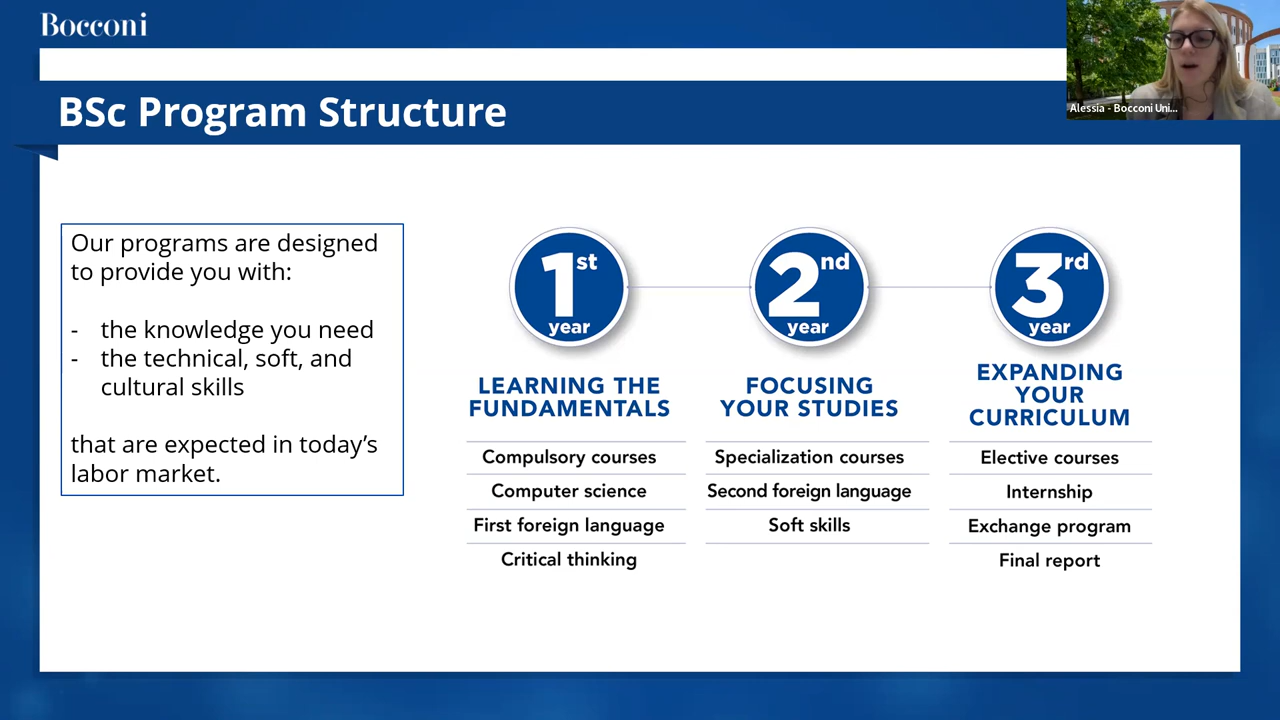 Bocconi
Alessia - Bocconi Uni...
BSc Program Structure
Our programs are designed
to provide you with:
- the knowledge you need
- the technical, soft, and
cultural skills
that are expected in today's
labor market.
1st
year
LEARNING THE
FUNDAMENTALS
Compulsory courses
Computer science
First foreign language
Critical thinking
2nd
year
FOCUSING
YOUR STUDIES
Specialization courses
Second foreign language
Soft skills
3rd
year
EXPANDING
YOUR
CURRICULUM
Elective courses
Internship
Exchange program
Final report